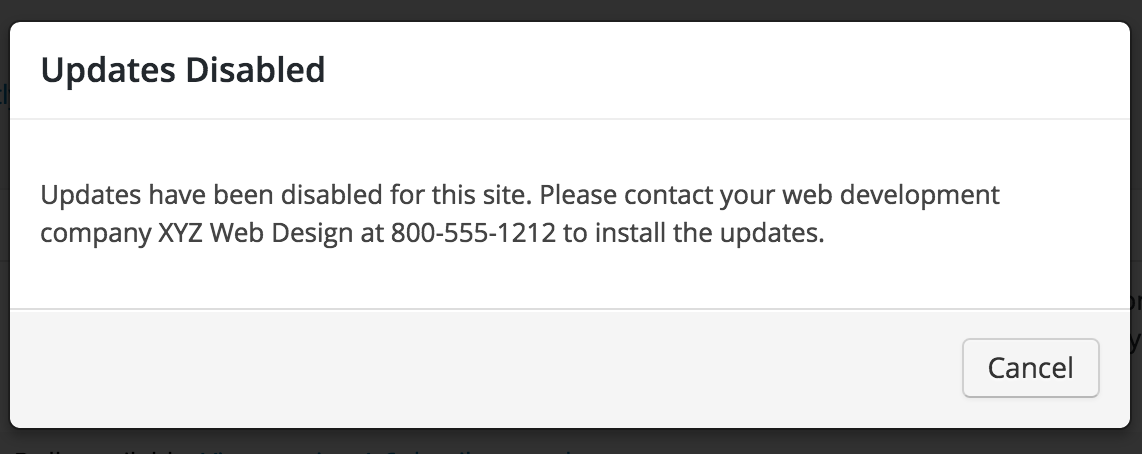 Updates Disabled
Updates have been disabled for this site. Please contact your web development
company XYZ Web Design at 800-555-1212 to install the updates.
Cancel